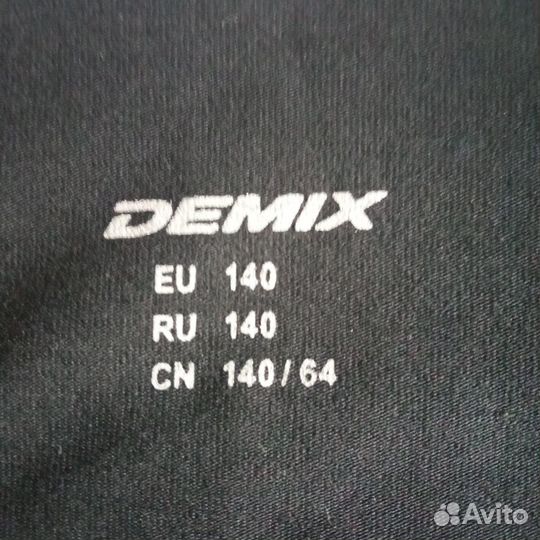 DEMIX
EU 140
RU 140
CN 140/64
Avito